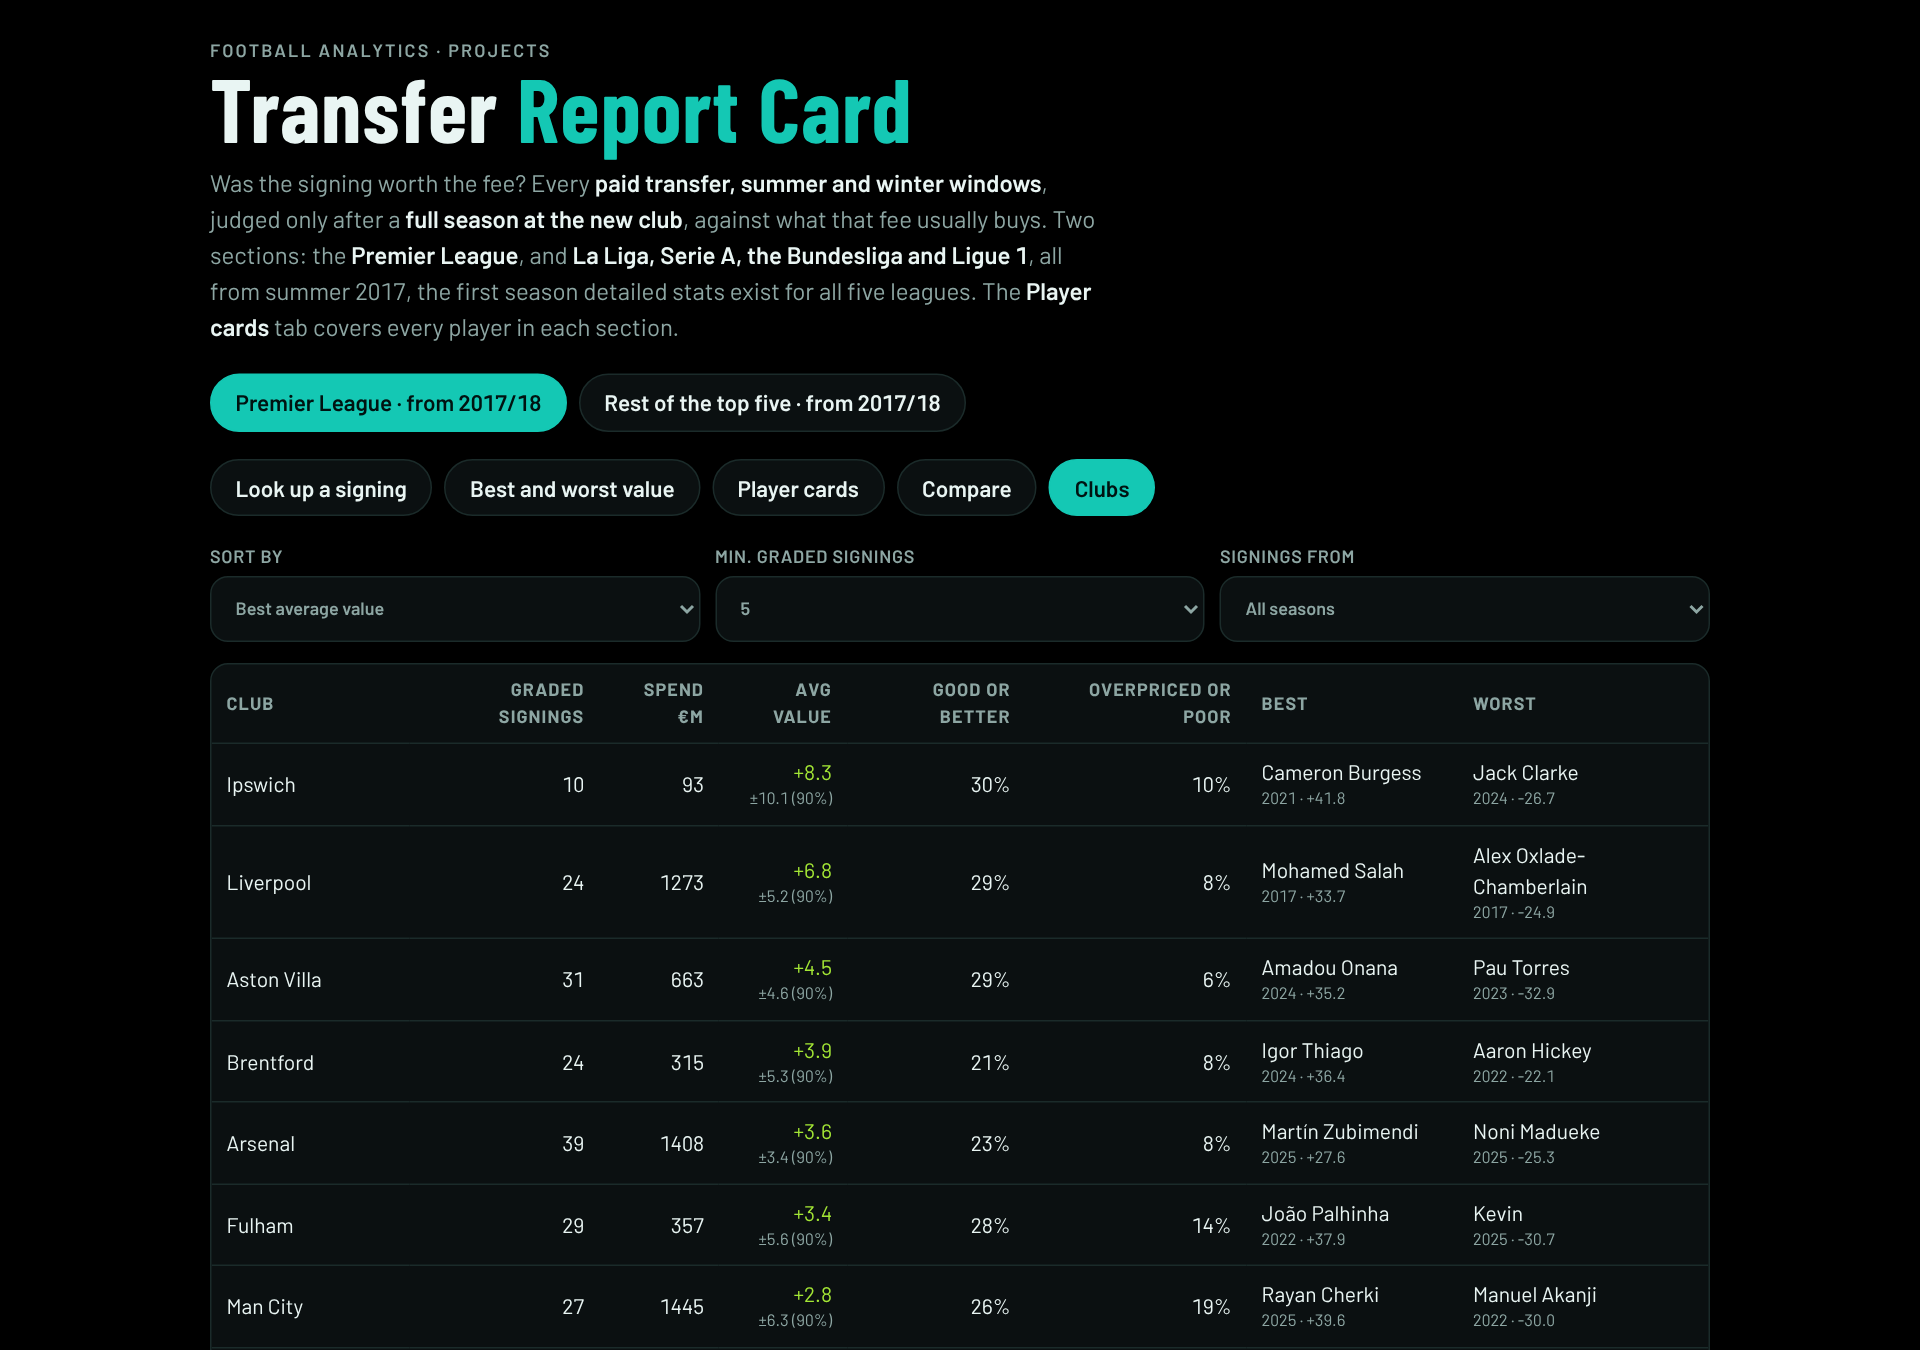 FOOTBALL ANALYTICS · PROJECTS
Transfer Report Card
Was the signing worth the fee? Every paid transfer, summer and winter windows,
judged only after a full season at the new club, against what that fee usually buys. Two
sections: the Premier League, and La Liga, Serie A, the Bundesliga and Ligue 1, all
from summer 2017, the first season detailed stats exist for all five leagues. The Player
cards tab covers every player in each section.
Premier League · from 2017/18 Rest of the top five · from 2017/18
Look up a signing Best and worst value Player cards Compare Clubs
SORT BY MIN. GRADED SIGNINGS SIGNINGS FROM
Best average value 5 All seasons
CLUB GRADED SIGNINGS SPEND €M AVG VALUE GOOD OR BETTER OVERPRICED OR POOR BEST WORST
Ipswich 10 93 +8.3 ±10.1 (90%) 30% 10% Cameron Burgess 2021 · +41.8 Jack Clarke 2024 · -26.7
Liverpool 24 1273 +6.8 ±5.2 (90%) 29% 8% Mohamed Salah 2017 · +33.7 Alex Oxlade-Chamberlain 2017 · -24.9
Aston Villa 31 663 +4.5 ±4.6 (90%) 29% 6% Amadou Onana 2024 · +35.2 Pau Torres 2023 · -32.9
Brentford 24 315 +3.9 ±5.3 (90%) 21% 8% Igor Thiago 2024 · +36.4 Aaron Hickey 2022 · -22.1
Arsenal 39 1408 +3.6 ±3.4 (90%) 23% 8% Martín Zubimendi 2025 · +27.6 Noni Madueke 2025 · -25.3
Fulham 29 357 +3.4 ±5.6 (90%) 28% 14% João Palhinha 2022 · +37.9 Kevin 2025 · -30.7
Man City 27 1445 +2.8 ±6.3 (90%) 26% 19% Rayan Cherki 2025 · +39.6 Manuel Akanji 2022 · -30.0